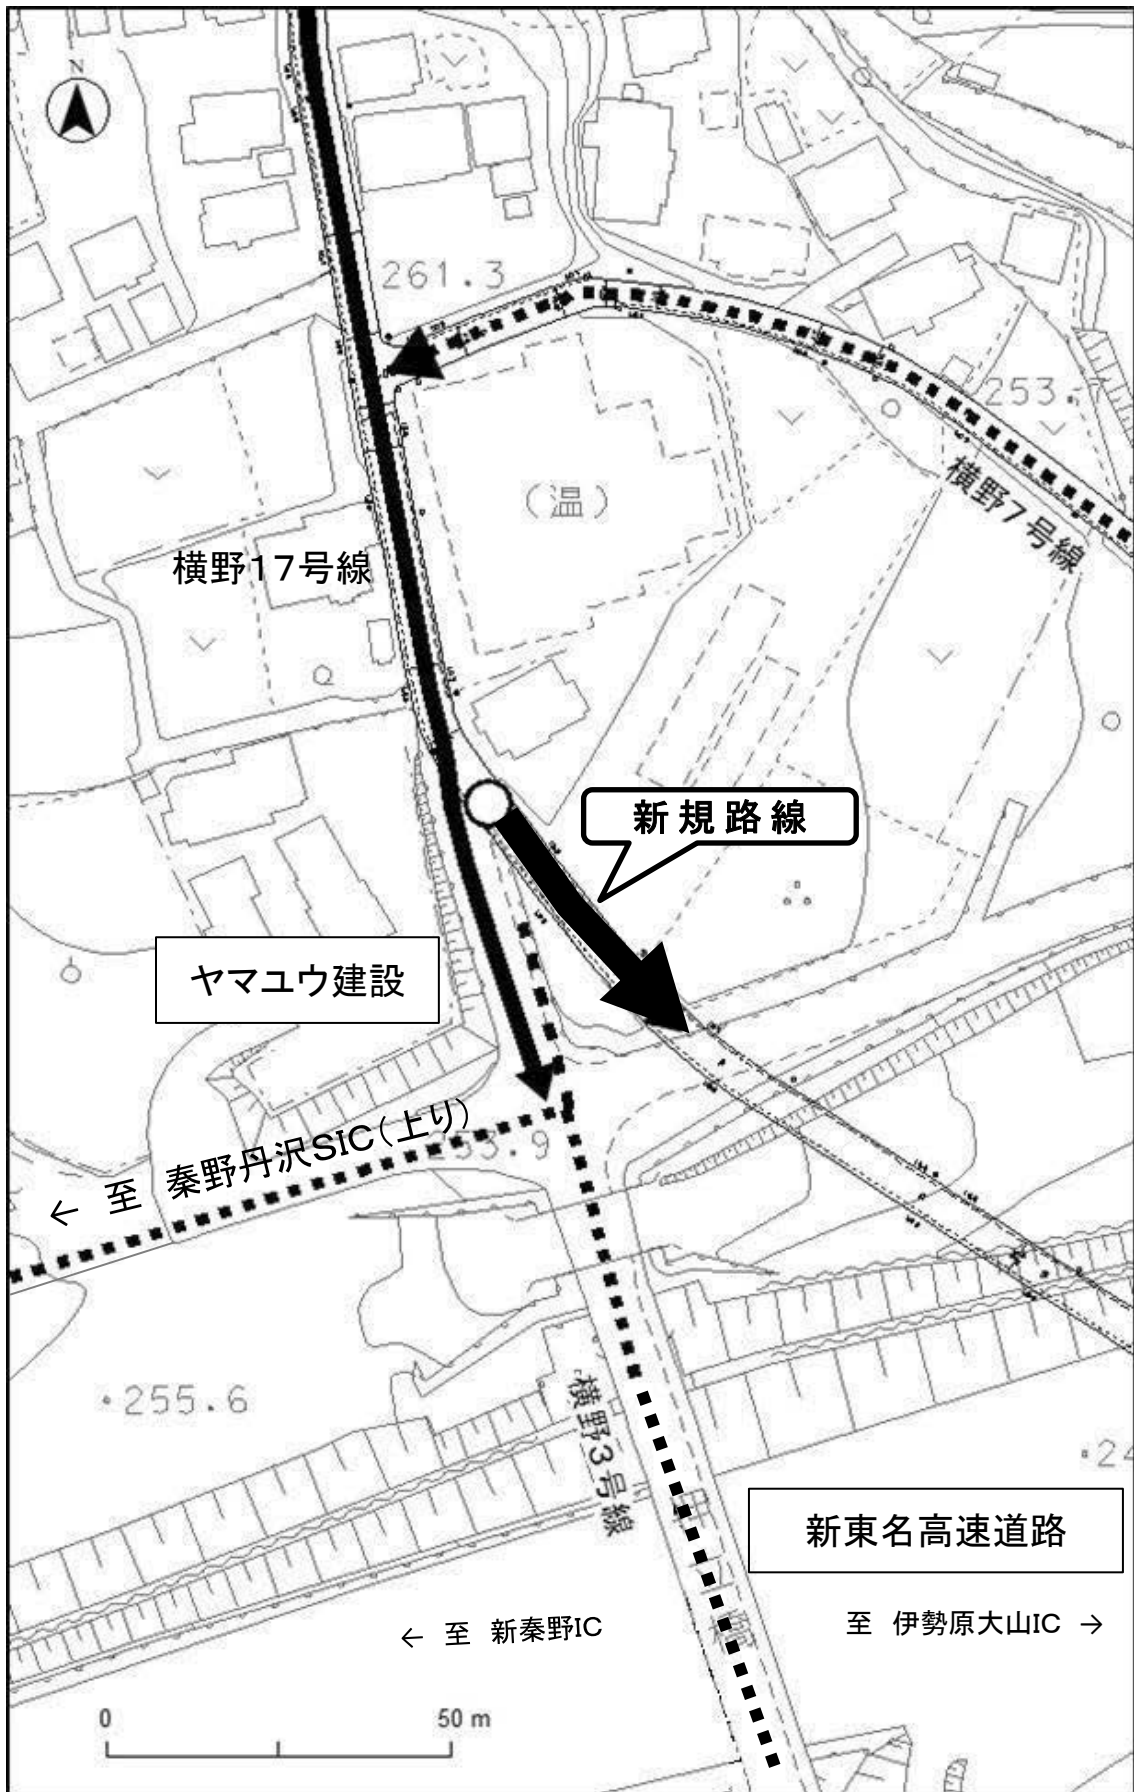 N
261.3
253.7
(温)
横野7号線
横野17号線
新規路線
ヤマユウ建設
← 至 秦野丹沢SIC(上り)
253.9
255.6
横野3号線
新東名高速道路
← 至 新秦野IC
至 伊勢原大山IC →
0
50 m